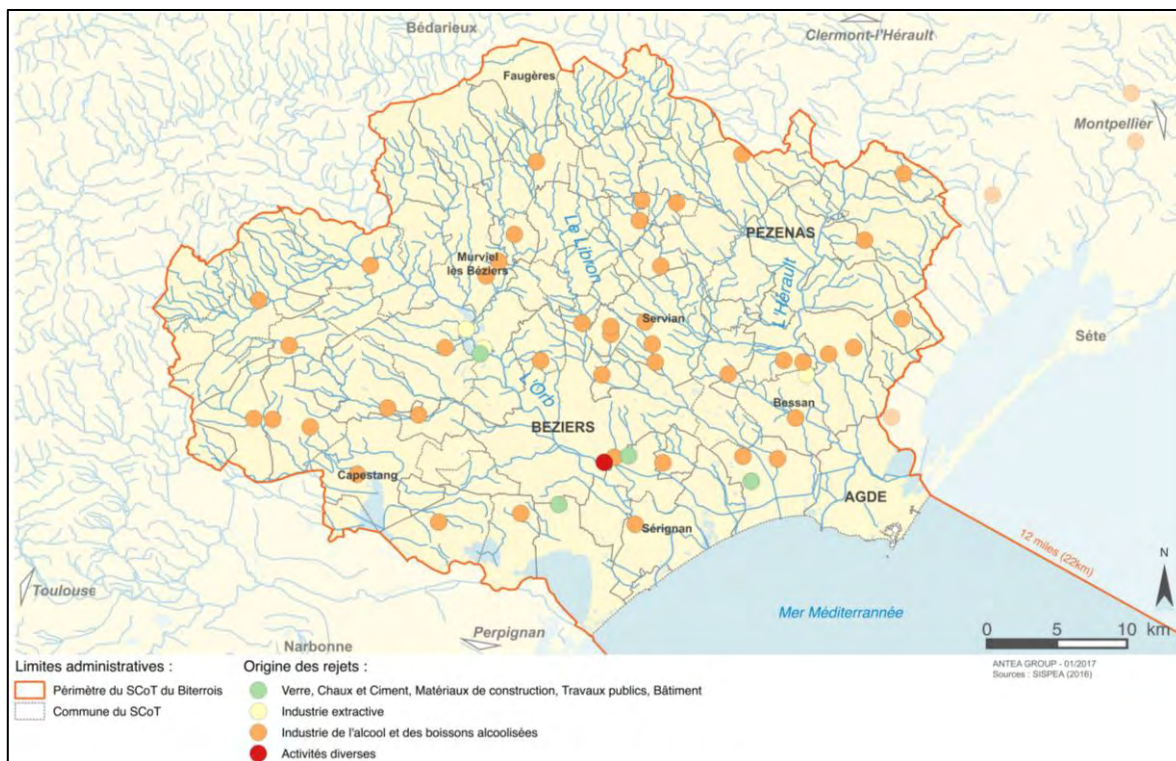 Bédarieux
Clermont-l'Hérault
Faugères
Montpellier
PEZENAS
Le Libron
Murviel
lès Béziers
L'Hérault
Servian
Séte
L'Orb
Bessan
BEZIERS
Capestang
AGDE
Sérignan
12 miles (22km)
N
Toulouse
Mer Méditerrannée
Perpignan
0 5 10 km
Narbonne
ANTEA GROUP - 01/2017
Sources : SISPEA (2016)
Limites administratives :
Périmètre du SCoT du Biterrois
Commune du SCoT
Origine des rejets :
Verre, Chaux et Ciment, Matériaux de construction, Travaux publics, Bâtiment
Industrie extractive
Industrie de l'alcool et des boissons alcoolisées
Activités diverses